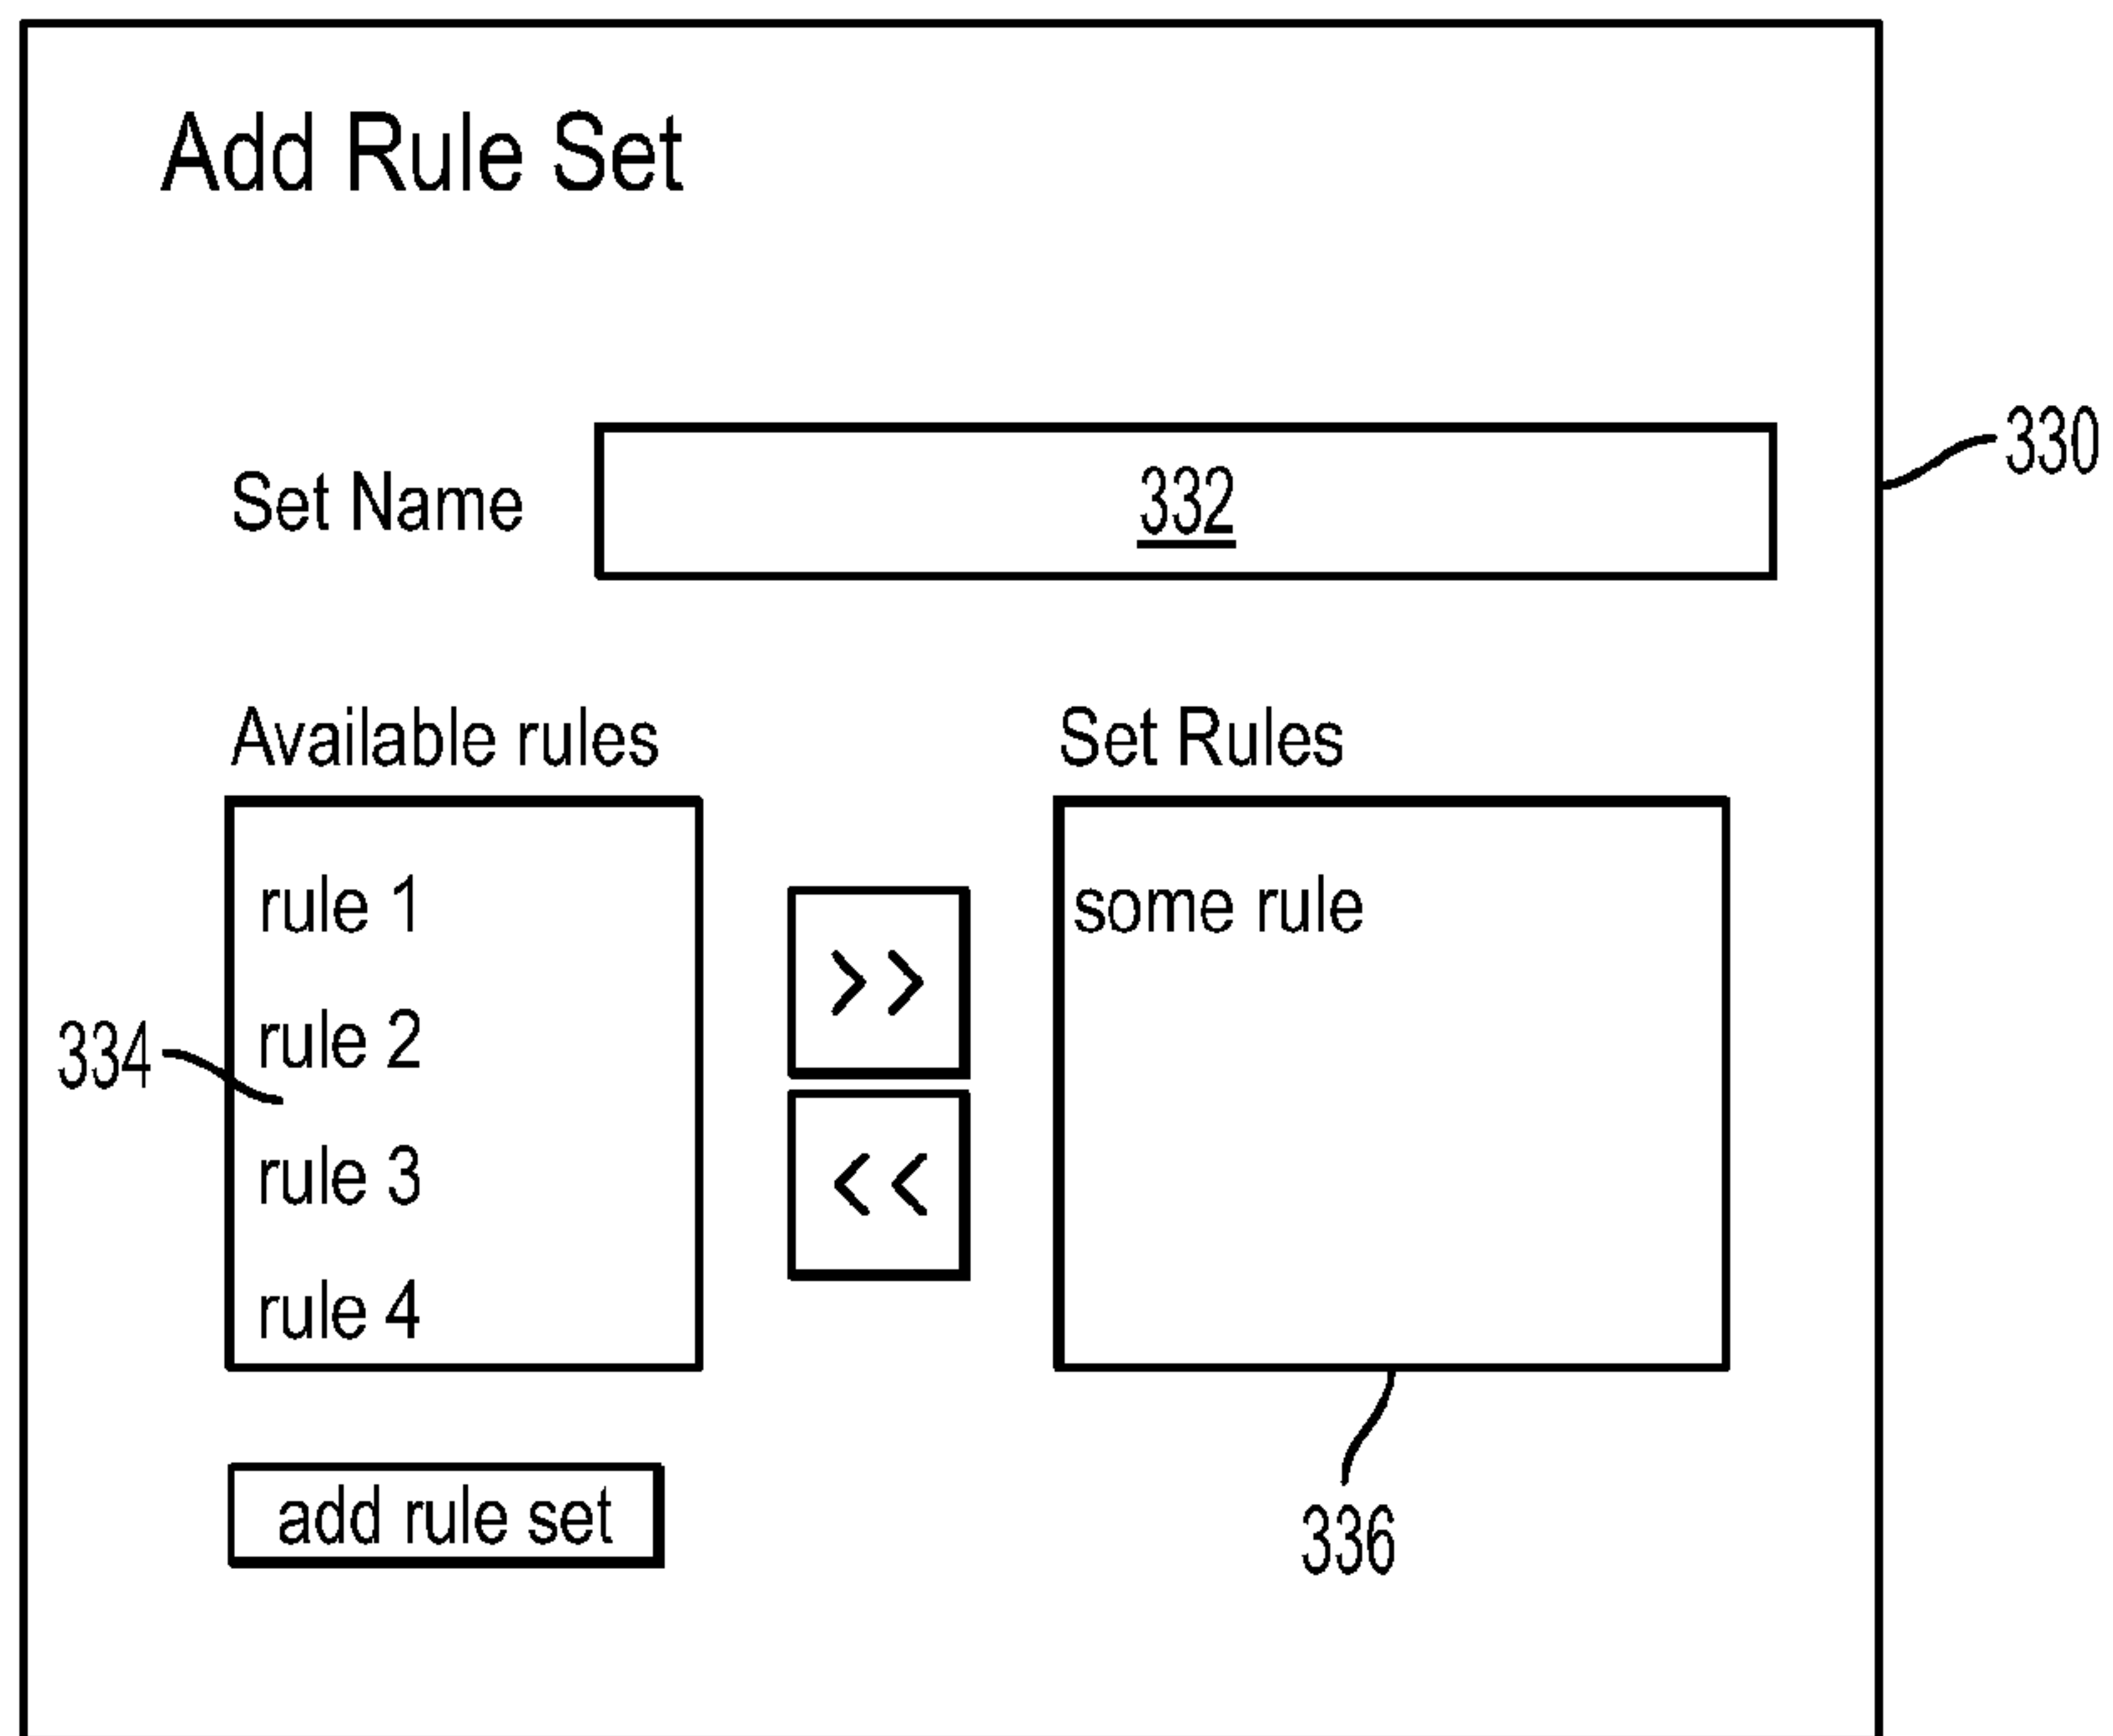 Add Rule Set
330
Set Name 332
Available rules Set Rules
rule 1 >> some rule
rule 2
334
<<
rule 3
rule 4
add rule set
336